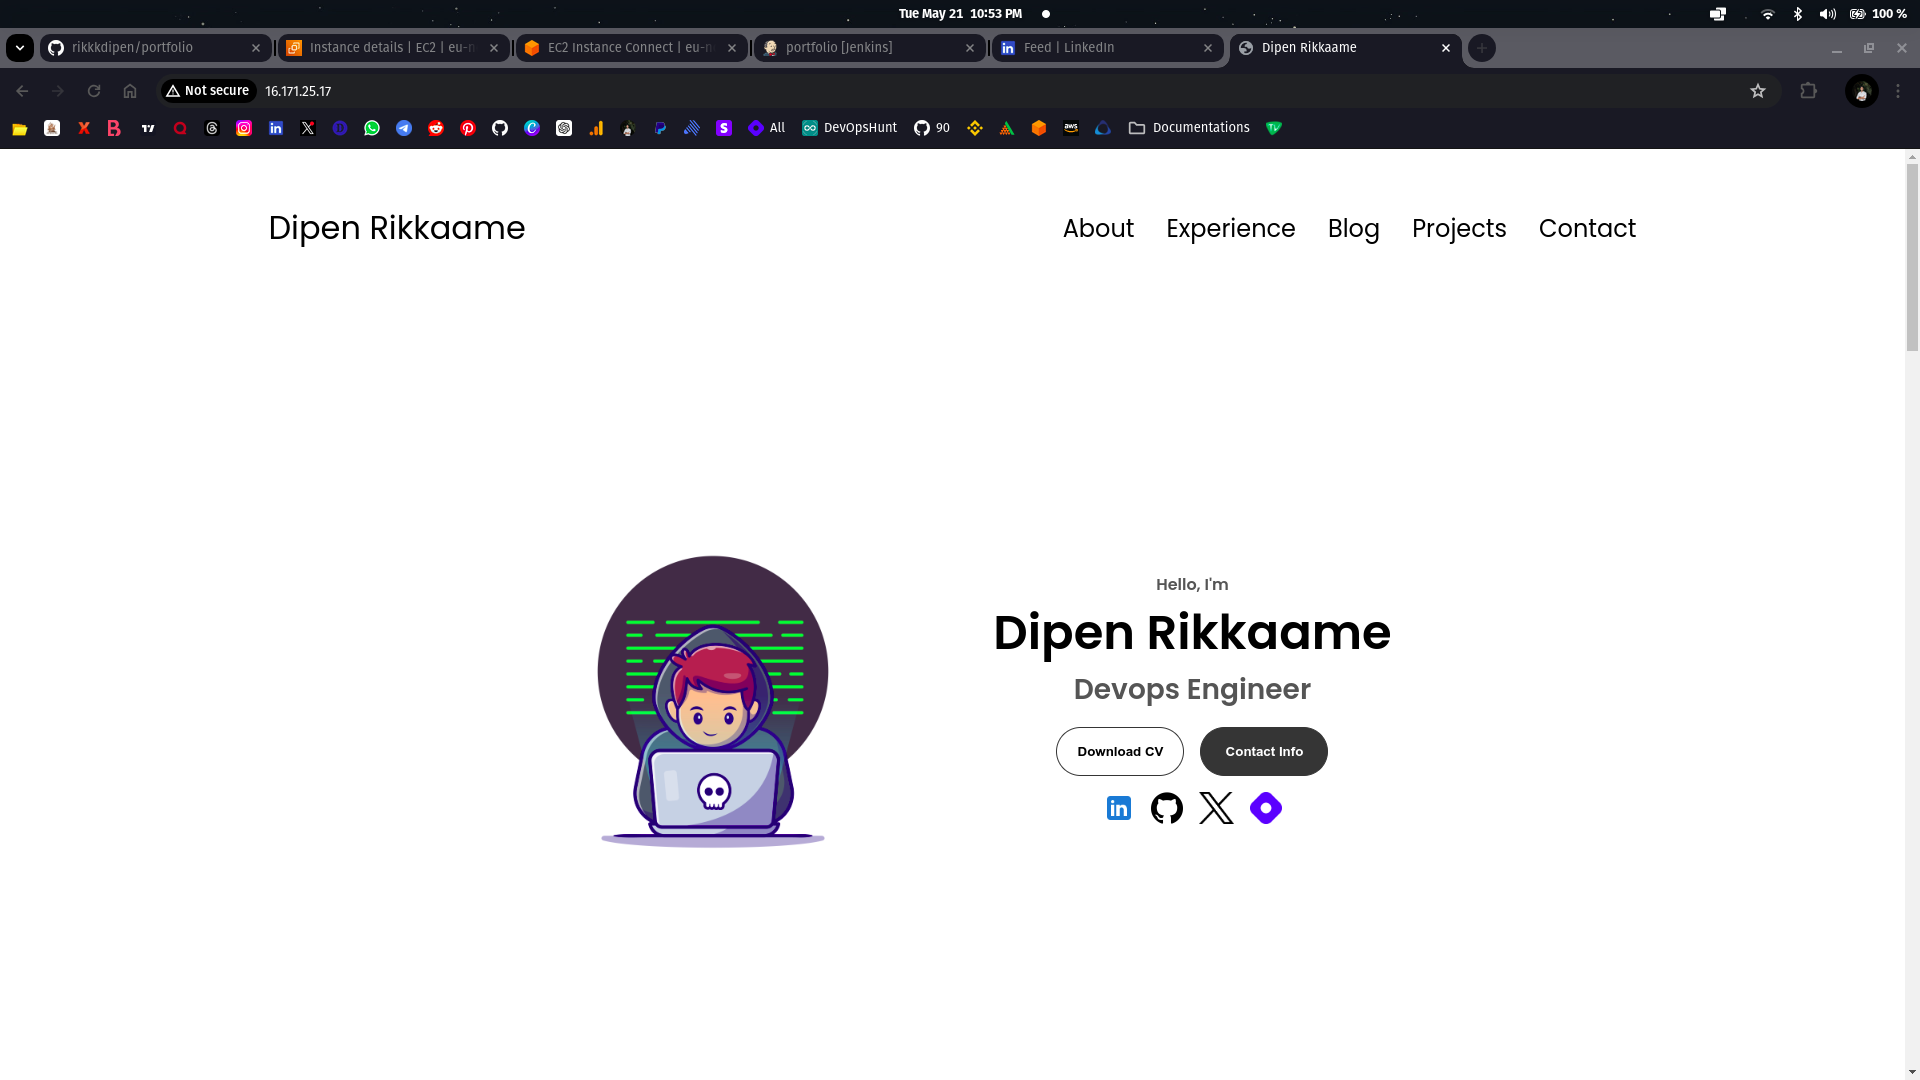 Tue May 21 10:53 PM
100 %
rikkkdipen/portfolio
Instance details | EC2 | eu-n
EC2 Instance Connect | eu-n
portfolio [Jenkins]
Feed | LinkedIn
Dipen Rikkaame
Not secure
16.171.25.17
All
DevOpsHunt
90
aws
Documentations
Dipen Rikkaame
About
Experience
Blog
Projects
Contact
Hello, I'm
Dipen Rikkaame
Devops Engineer
Download CV
Contact Info
in